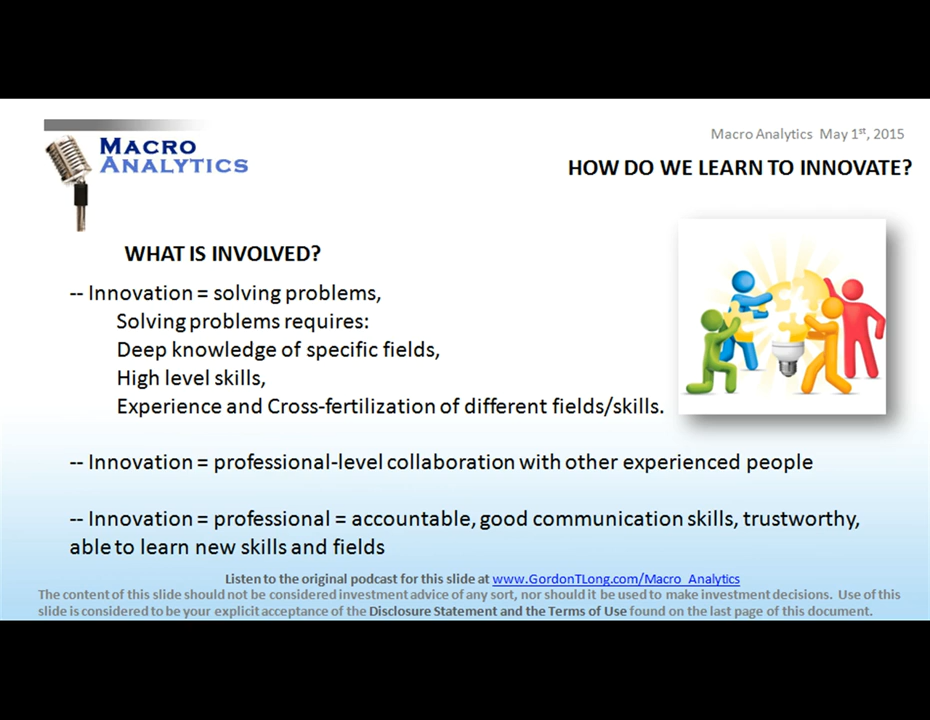 MACRO
ANALYTICS
Macro Analytics May 1st, 2015
HOW DO WE LEARN TO INNOVATE?
WHAT IS INVOLVED?
-- Innovation = solving problems,
Solving problems requires:
Deep knowledge of specific fields,
High level skills,
Experience and Cross-fertilization of different fields/skills.
-- Innovation = professional-level collaboration with other experienced people
-- Innovation = professional = accountable, good communication skills, trustworthy,
able to learn new skills and fields
Listen to the original podcast for this slide at www.GordonTLong.com/Macro_Analytics
The content of this slide should not be considered investment advice of any sort, nor should it be used to make investment decisions. Use of this
slide is considered to be your explicit acceptance of the Disclosure Statement and the Terms of Use found on the last page of this document.